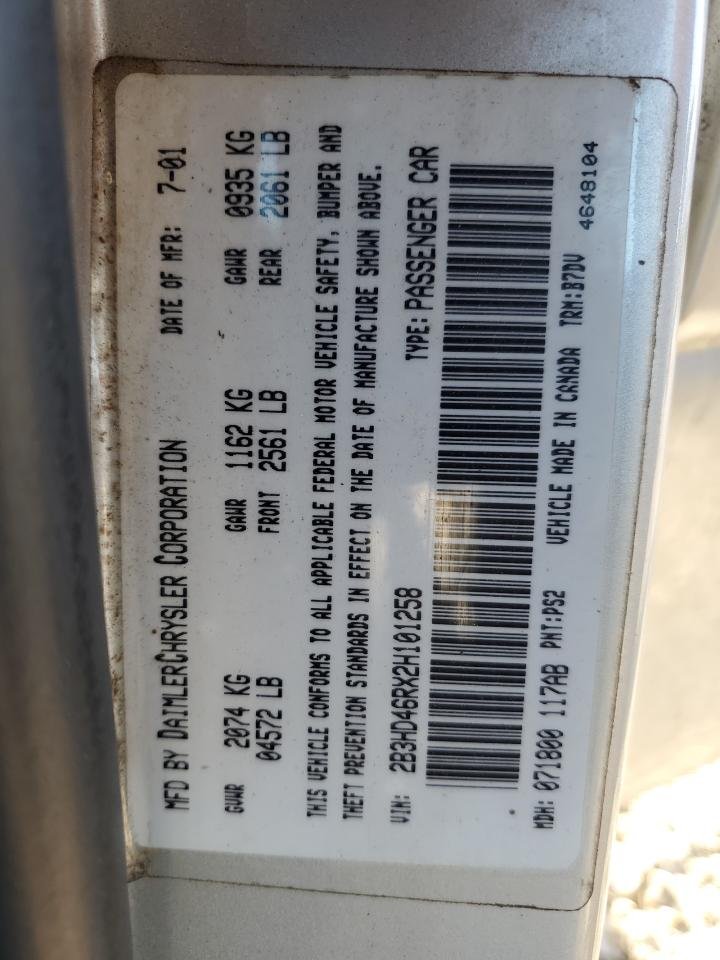 MFD BY DAIMLERCHRYSLER CORPORATION DATE OF MFR: 7-01
GVWR 2074 KG GAWR 1162 KG GAWR 0935 KG
04572 LB FRONT 2561 LB REAR 2061 LB
THIS VEHICLE CONFORMS TO ALL APPLICABLE FEDERAL MOTOR VEHICLE SAFETY, BUMPER AND
THEFT PREVENTION STANDARDS IN EFFECT ON THE DATE OF MANUFACTURE SHOWN ABOVE.
VIN: 2B3HD46RX2H101258 TYPE: PASSENGER CAR
MDH: 071800 117AB PNT:PS2 VEHICLE MADE IN CANADA TRM:B7DV
4648104